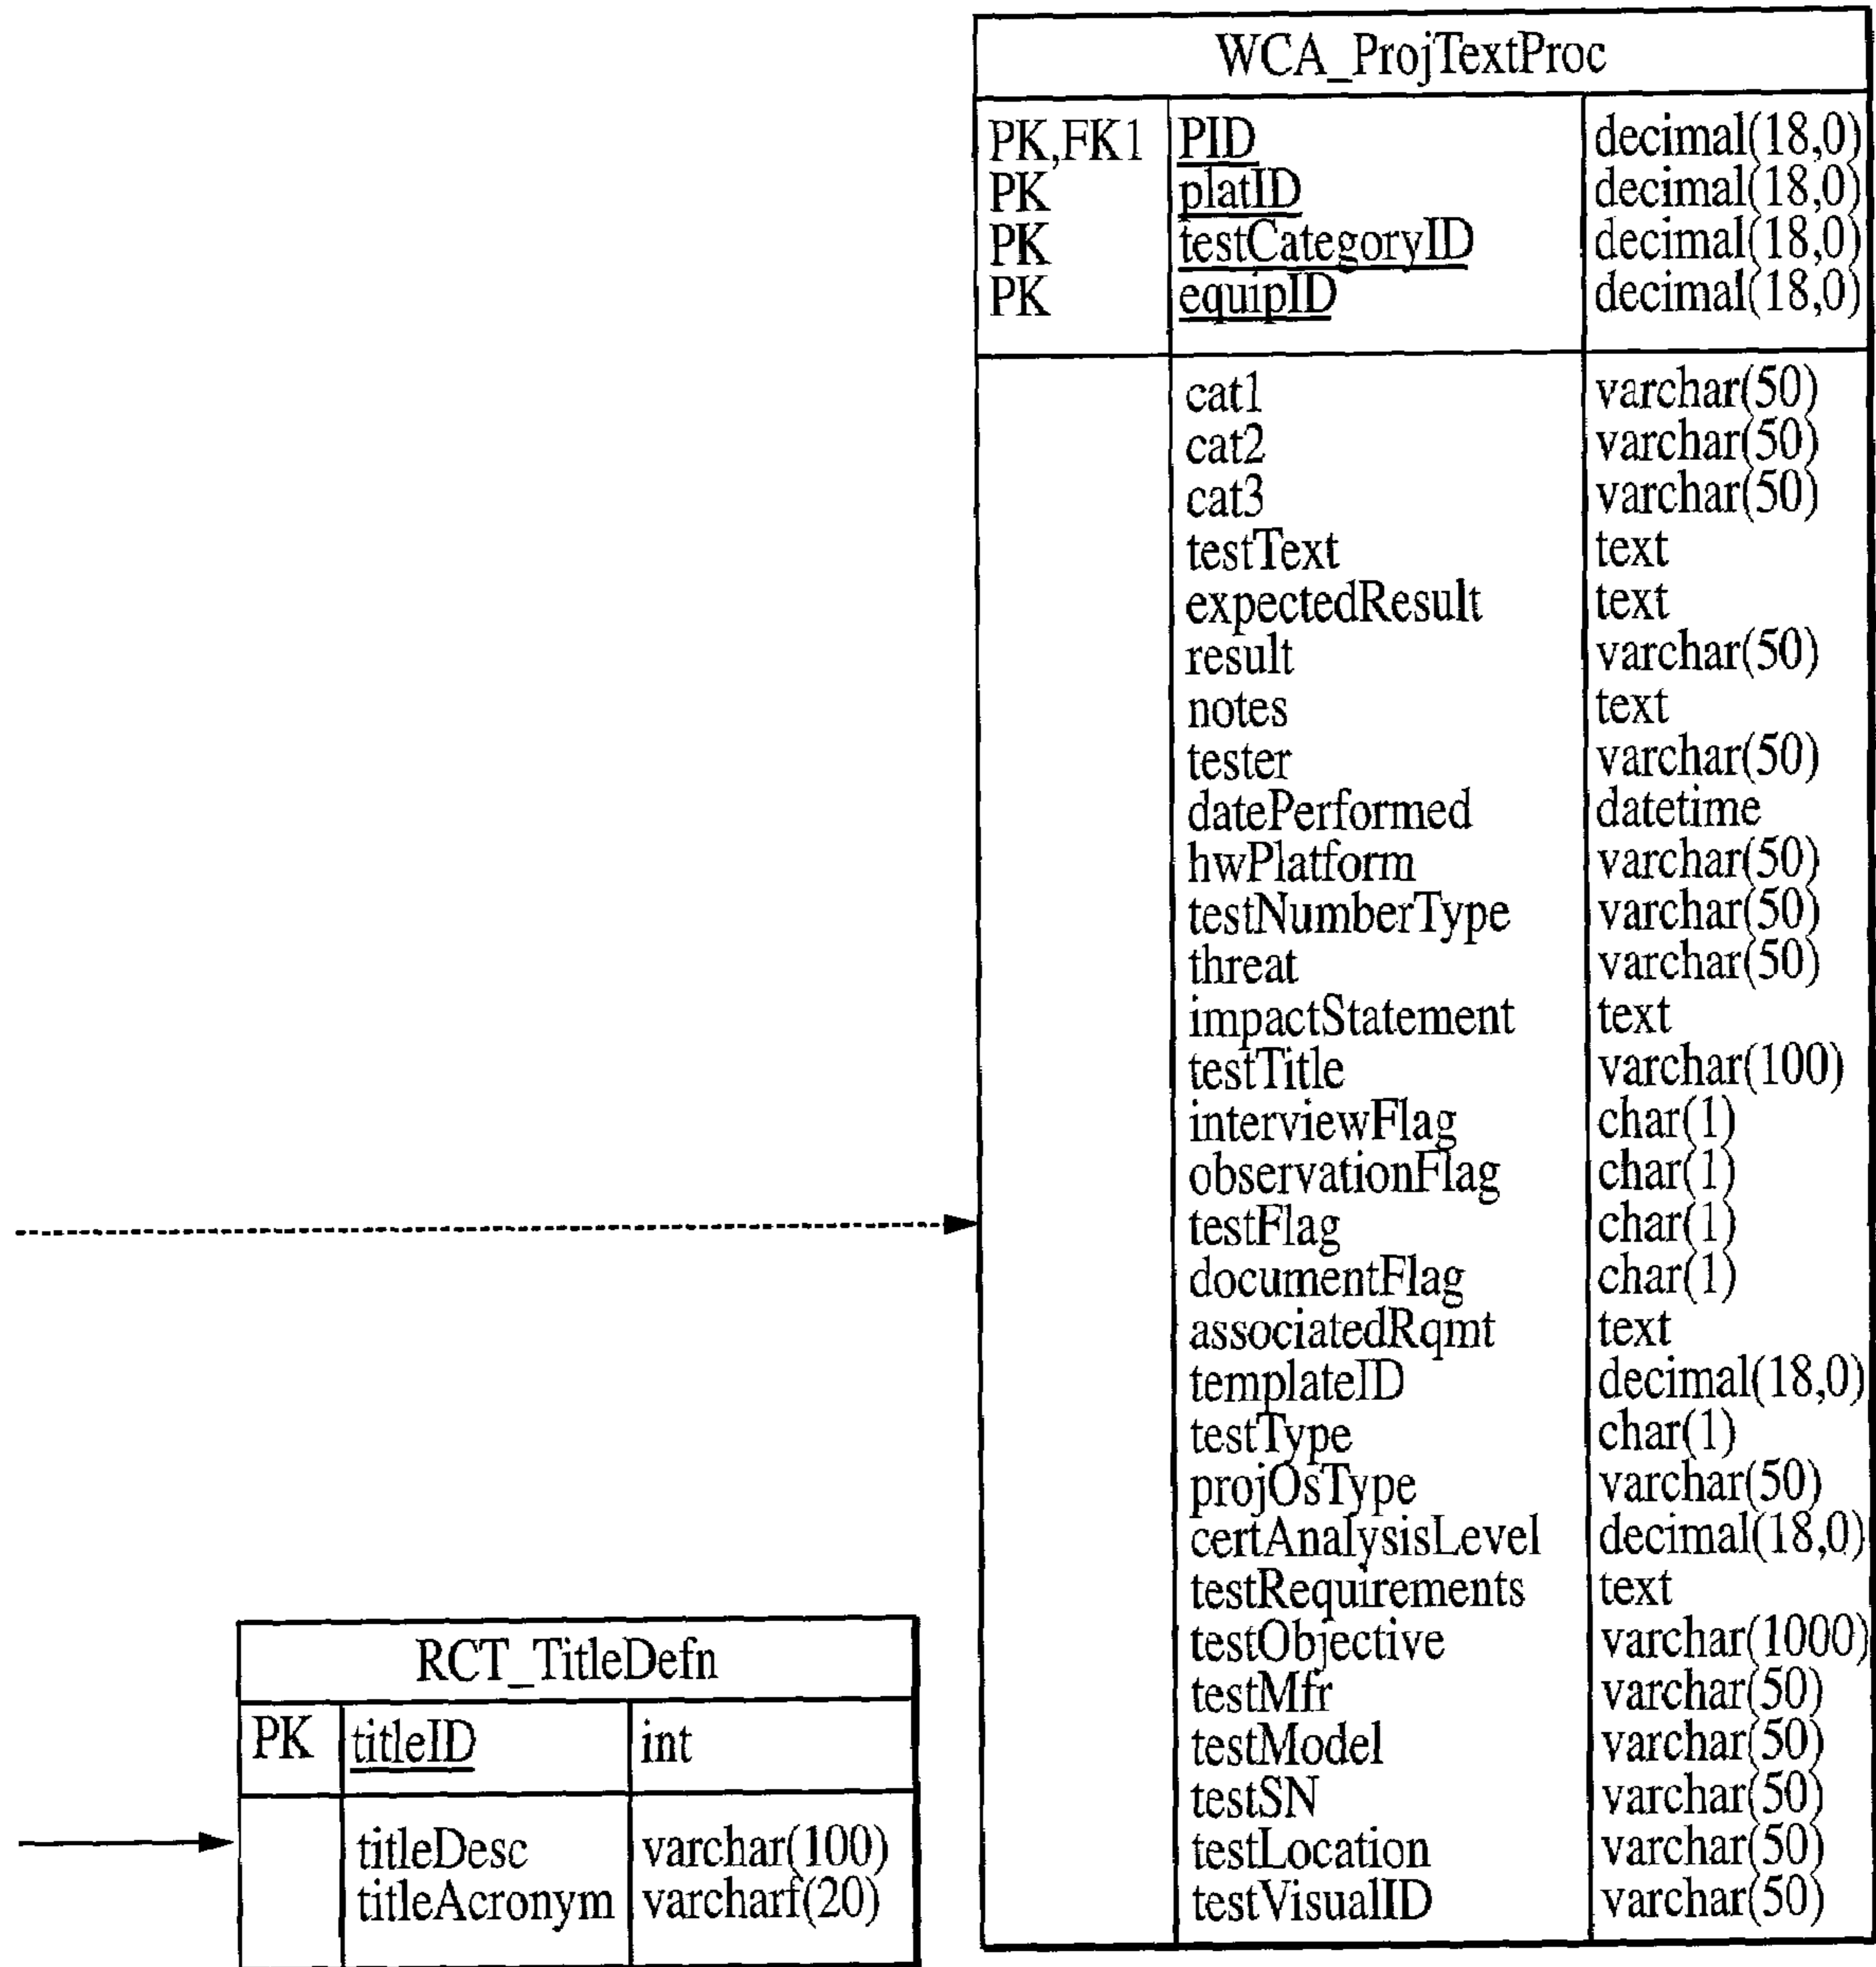 WCA_ProjTextProc
PK,FK1 PID decimal(18,0)
PK platID decimal(18,0)
PK testCategoryID decimal(18,0)
PK equipID decimal(18,0)
cat1 varchar(50)
cat2 varchar(50)
cat3 varchar(50)
testText text
expectedResult text
result varchar(50)
notes text
tester varchar(50)
datePerformed datetime
hwPlatform varchar(50)
testNumberType varchar(50)
threat varchar(50)
impactStatement text
testTitle varchar(100)
interviewFlag char(1)
observationFlag char(1)
testFlag char(1)
documentFlag char(1)
associatedRqmt text
templateID decimal(18,0)
testType char(1)
projOsType varchar(50)
certAnalysisLevel decimal(18,0)
testRequirements text
testObjective varchar(1000)
testMfr varchar(50)
testModel varchar(50)
testSN varchar(50)
testLocation varchar(50)
testVisualID varchar(50)
RCT_TitleDefn
PK titleID int
titleDesc varchar(100)
titleAcronym varcharf(20)